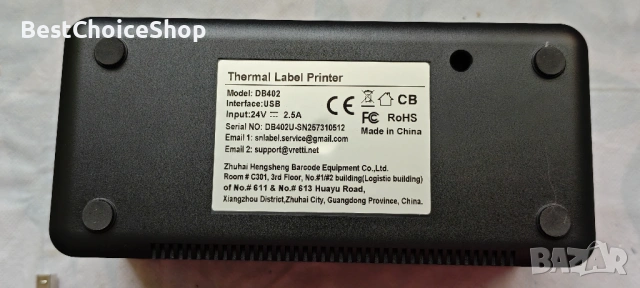 BestChoiceShop
Thermal Label Printer
Model: DB402
Interface:USB
Input:24V ⎓ 2.5A
Serial NO: DB402U-SN257310512
Email 1: snlabel.service@gmail.com
Email 2: support@vretti.net
CE CB
FC RoHS
Made in China
Zhuhai Hengsheng Barcode Equipment Co.,Ltd.
Room # C301, 3rd Floor, No.#1/#2 building(Logistic building)
of No.# 611 & No.# 613 Huayu Road,
Xiangzhou District,Zhuhai City, Guangdong Province, China.
BAZAR